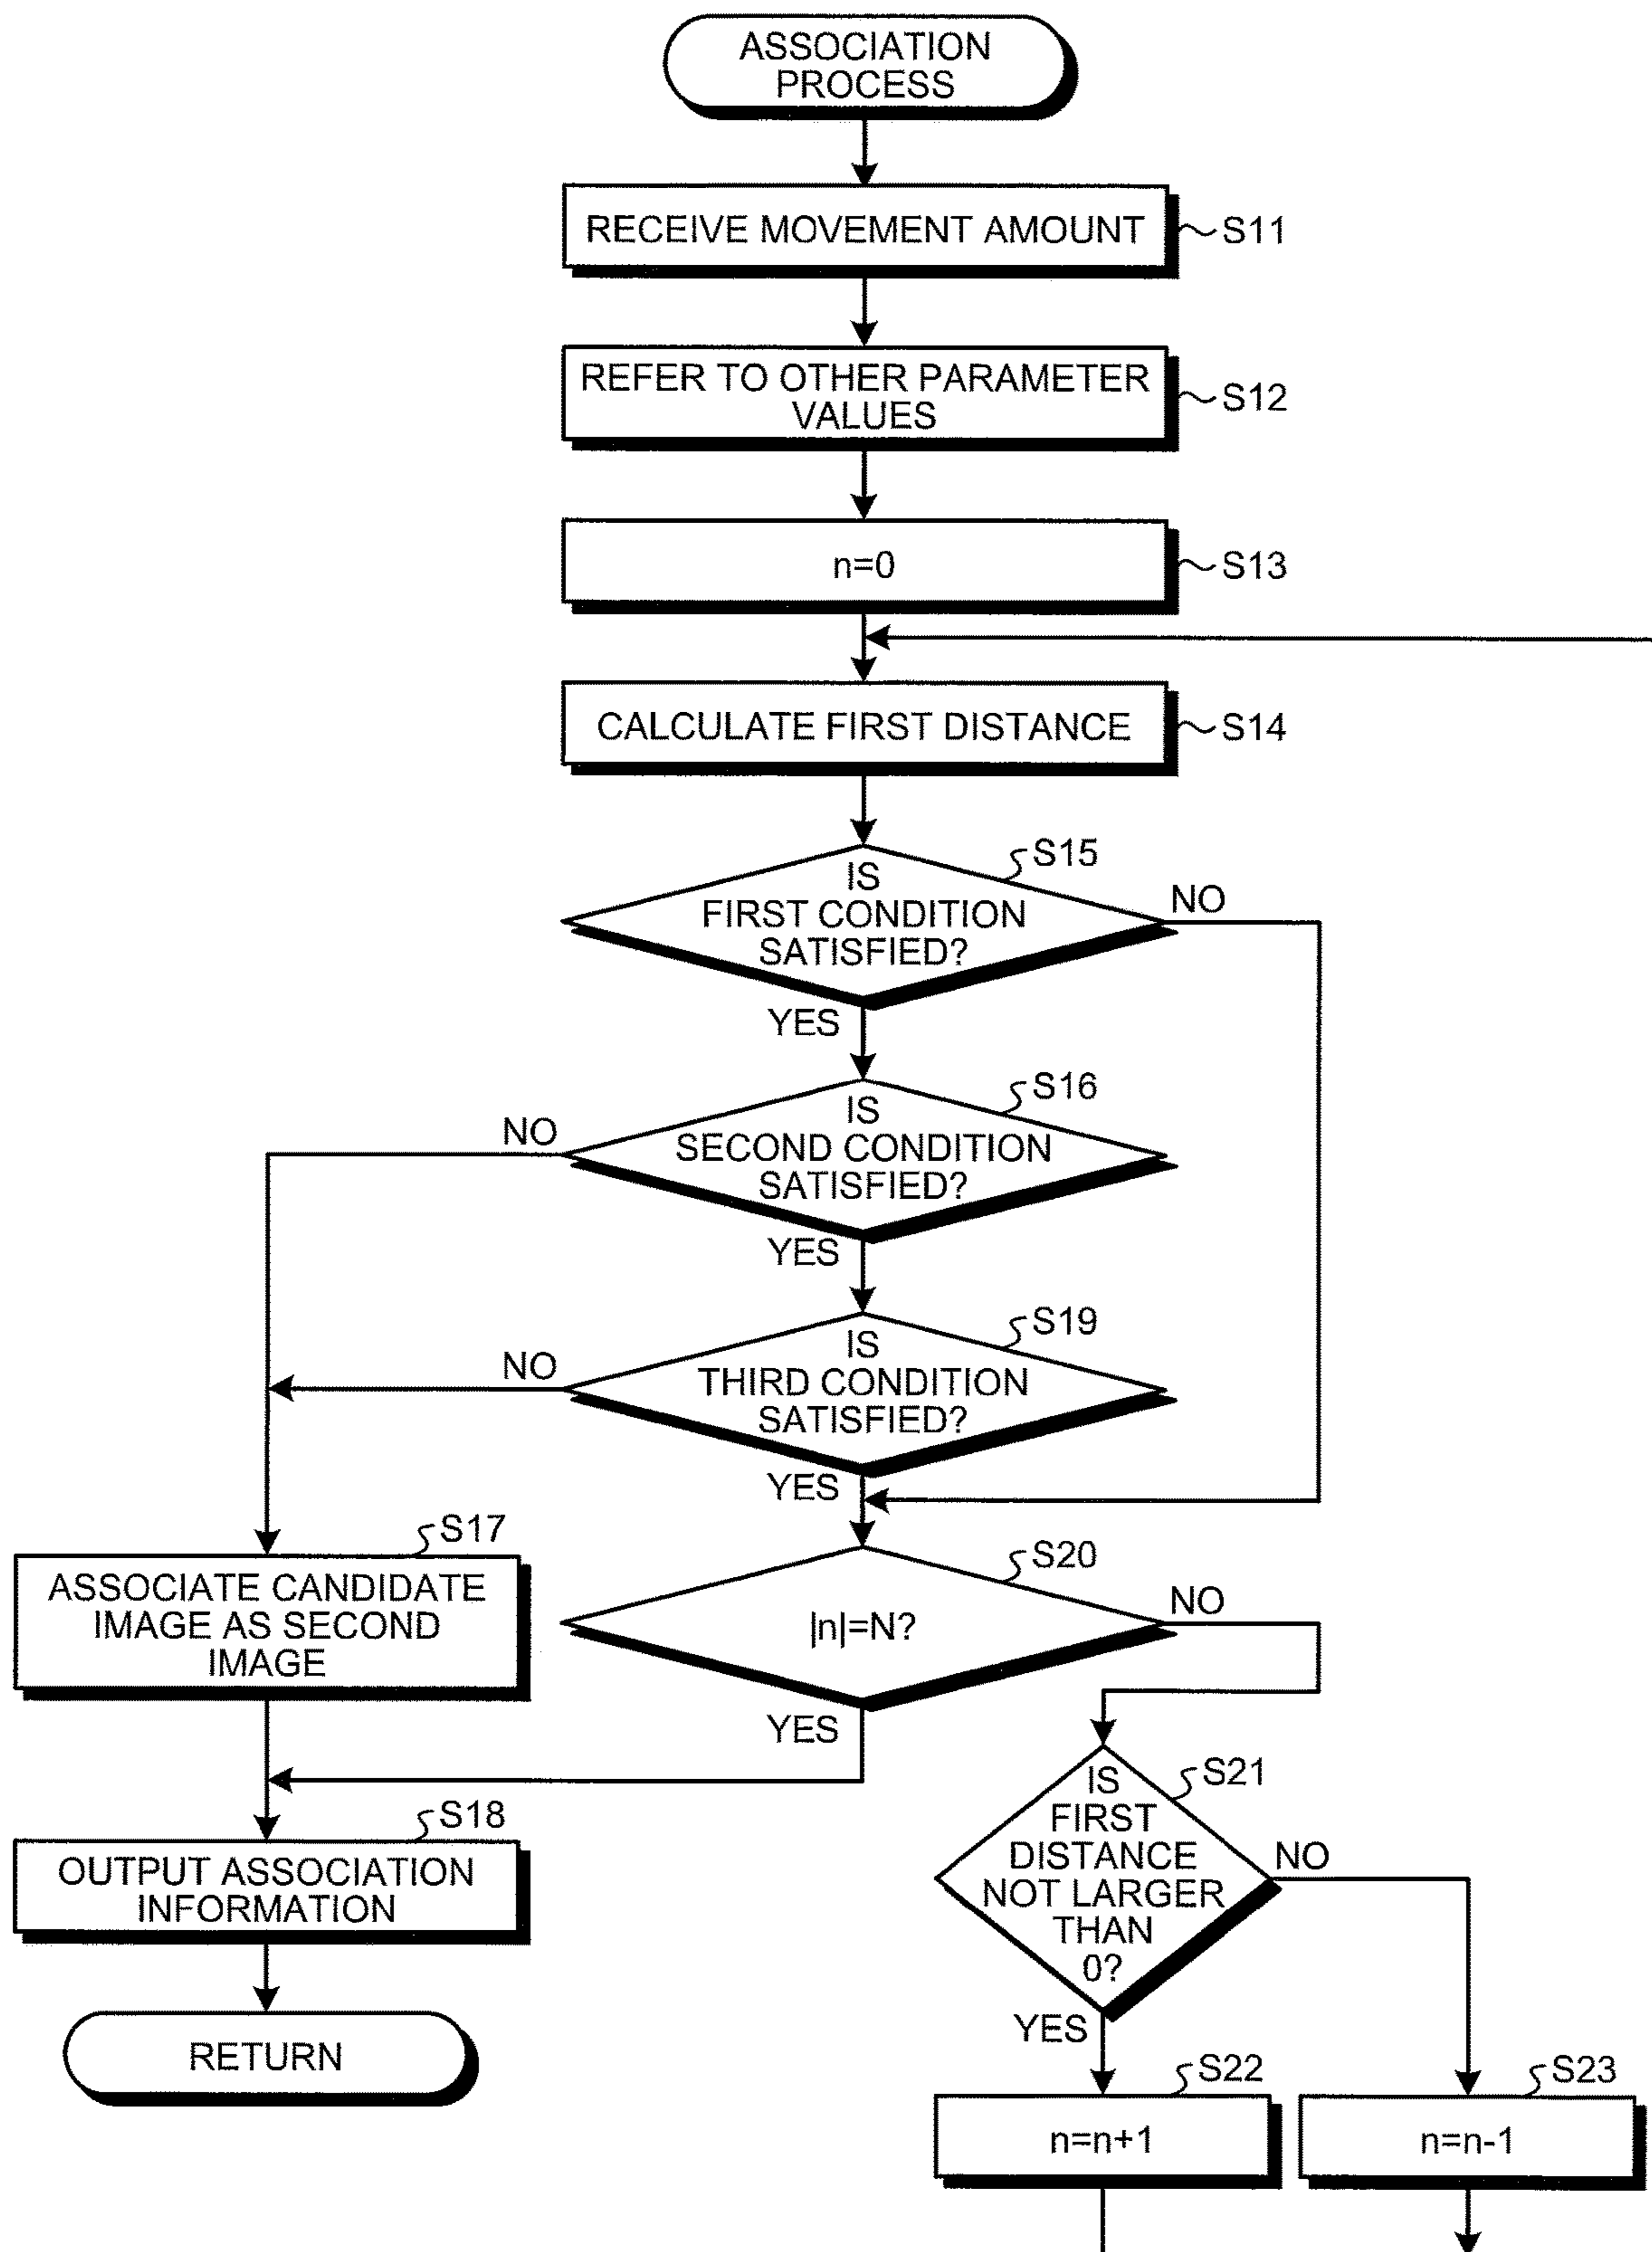 ASSOCIATION
PROCESS
RECEIVE MOVEMENT AMOUNT
S11
REFER TO OTHER PARAMETER
VALUES
S12
n=0
S13
CALCULATE FIRST DISTANCE
S14
S15
IS
FIRST CONDITION
SATISFIED?
NO
YES
S16
IS
SECOND CONDITION
SATISFIED?
NO
YES
S19
IS
THIRD CONDITION
SATISFIED?
NO
YES
S17
ASSOCIATE CANDIDATE
IMAGE AS SECOND
IMAGE
S20
|n|=N?
NO
YES
S21
IS
FIRST
DISTANCE
NOT LARGER
THAN
0?
NO
YES
S18
OUTPUT ASSOCIATION
INFORMATION
RETURN
S22
n=n+1
S23
n=n-1